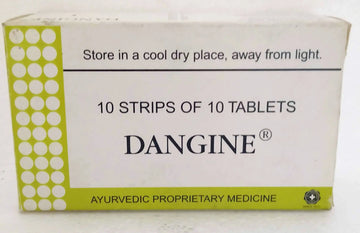 Store in a cool dry place, away from light.
10 STRIPS OF 10 TABLETS
DANGINE®
AYURVEDIC PROPRIETARY MEDICINE